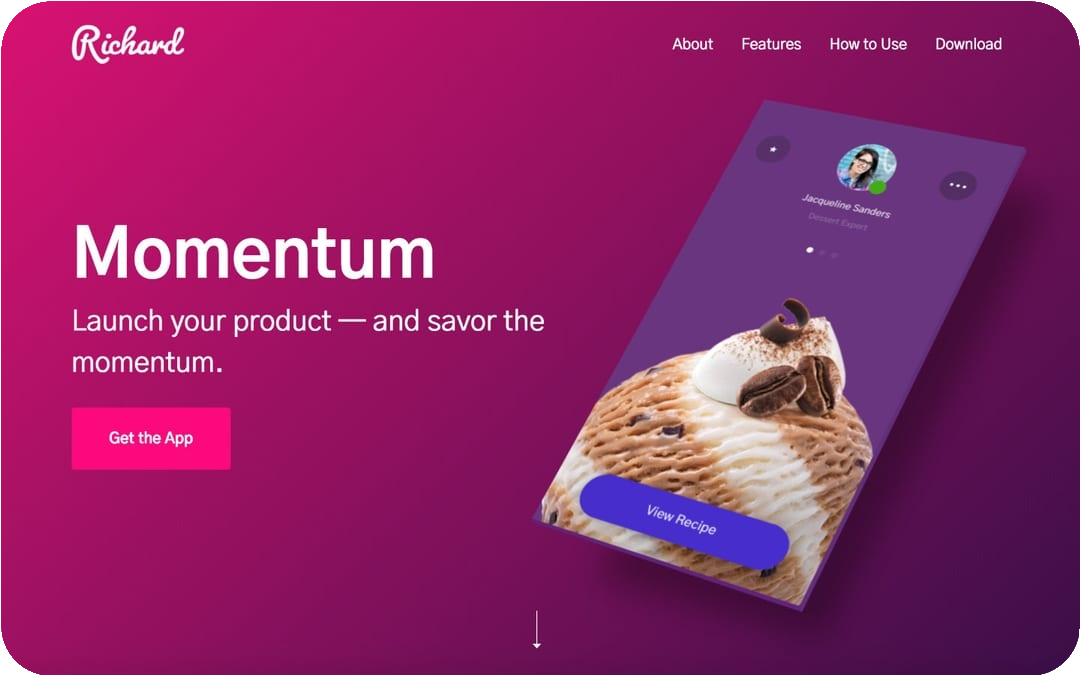 Richard
About Features How to Use Download
Jacqueline Sanders
Dessert Expert
Momentum
Launch your product — and savor the
momentum.
Get the App
View Recipe